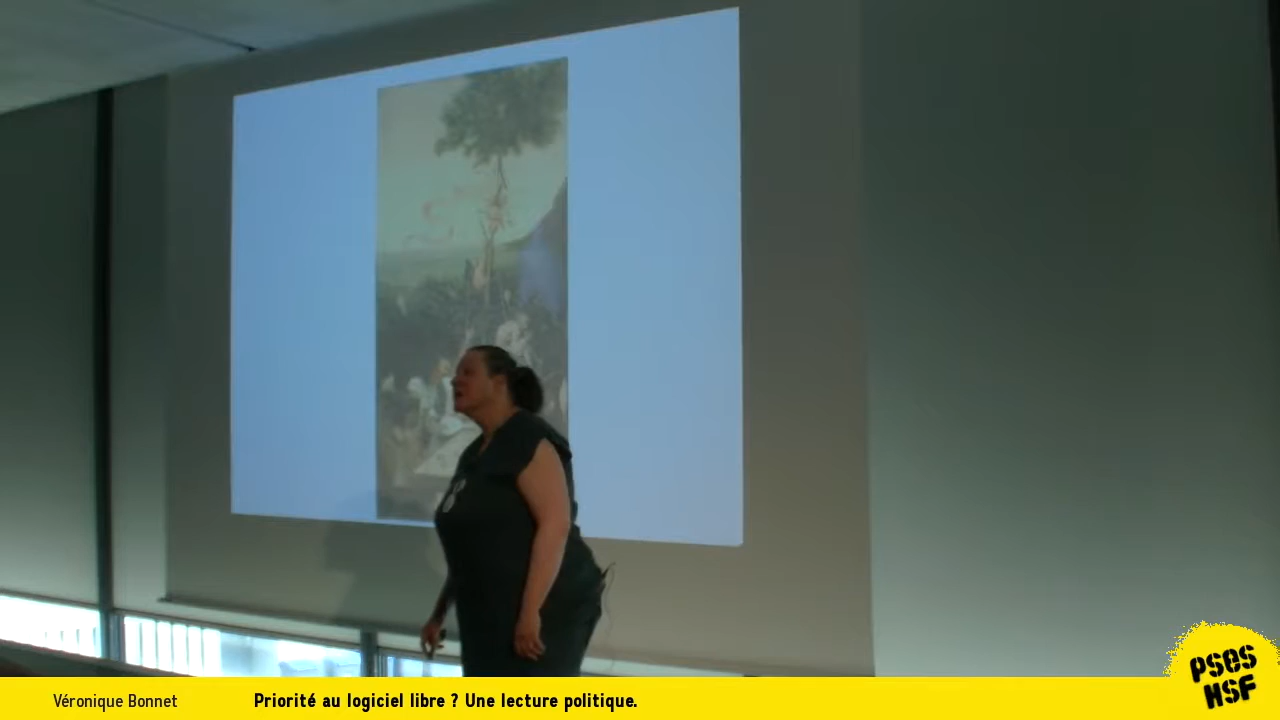 Véronique Bonnet
Priorité au logiciel libre ? Une lecture politique.
PSES
HSF